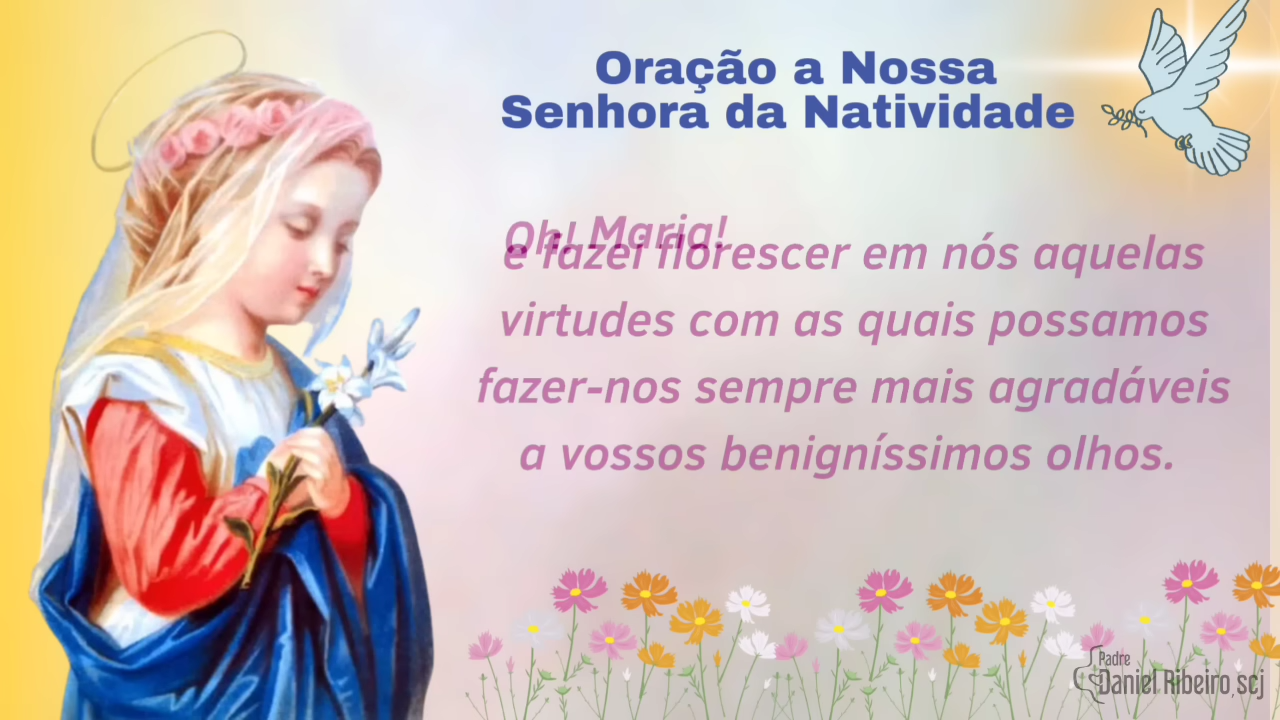 Oração a Nossa
Senhora da Natividade
Oh! Maria!
e fazei florescer em nós aquelas
virtudes com as quais possamos
fazer-nos sempre mais agradáveis
a vossos benigníssimos olhos.
Padre
Daniel Ribeiro, scj